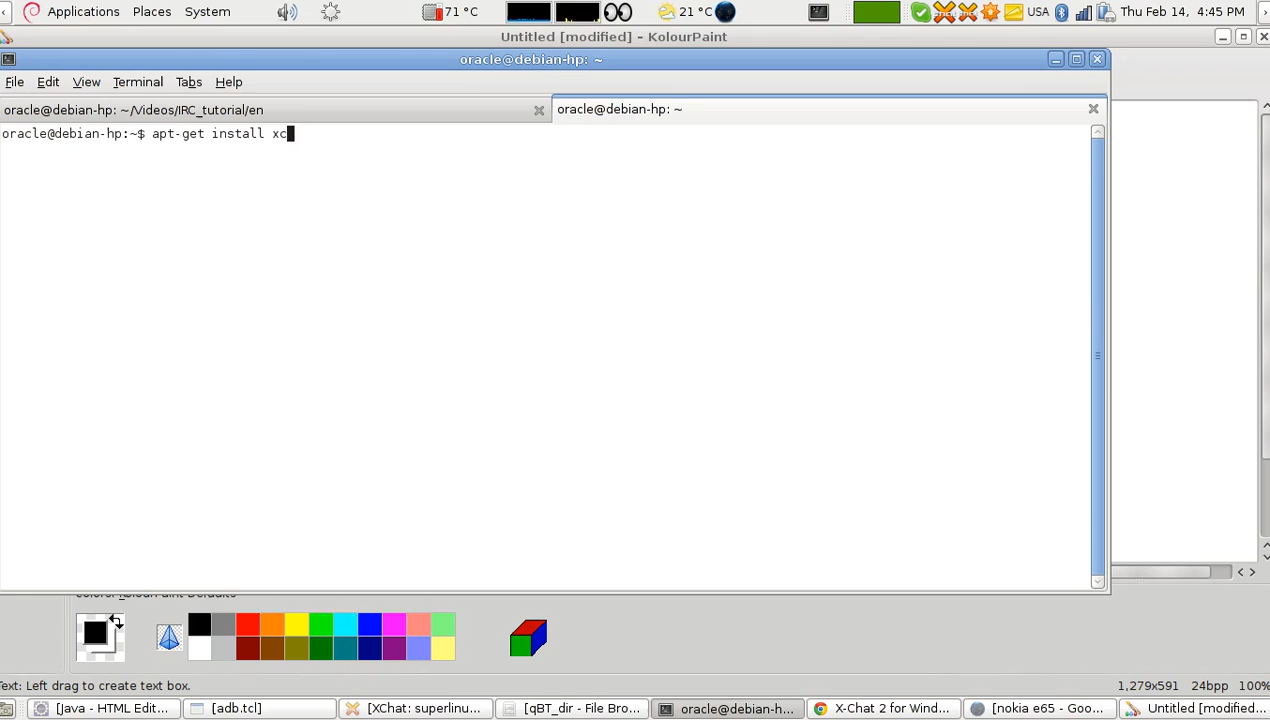 Applications Places System 71 °C 21 °C USA Thu Feb 14, 4:45 PM
Untitled [modified] – KolourPaint
oracle@debian-hp: ~
File Edit View Terminal Tabs Help
oracle@debian-hp: ~/Videos/IRC_tutorial/en
oracle@debian-hp: ~
oracle@debian-hp:~$ apt-get install xc
Text: Left drag to create text box.
1,279x591 24bpp 100%
[Java - HTML Edit... [adb.tcl] [XChat: superlinu... [qBT_dir - File Bro... oracle@debian-h... X-Chat 2 for Wind... [nokia e65 - Goo... Untitled [modified...